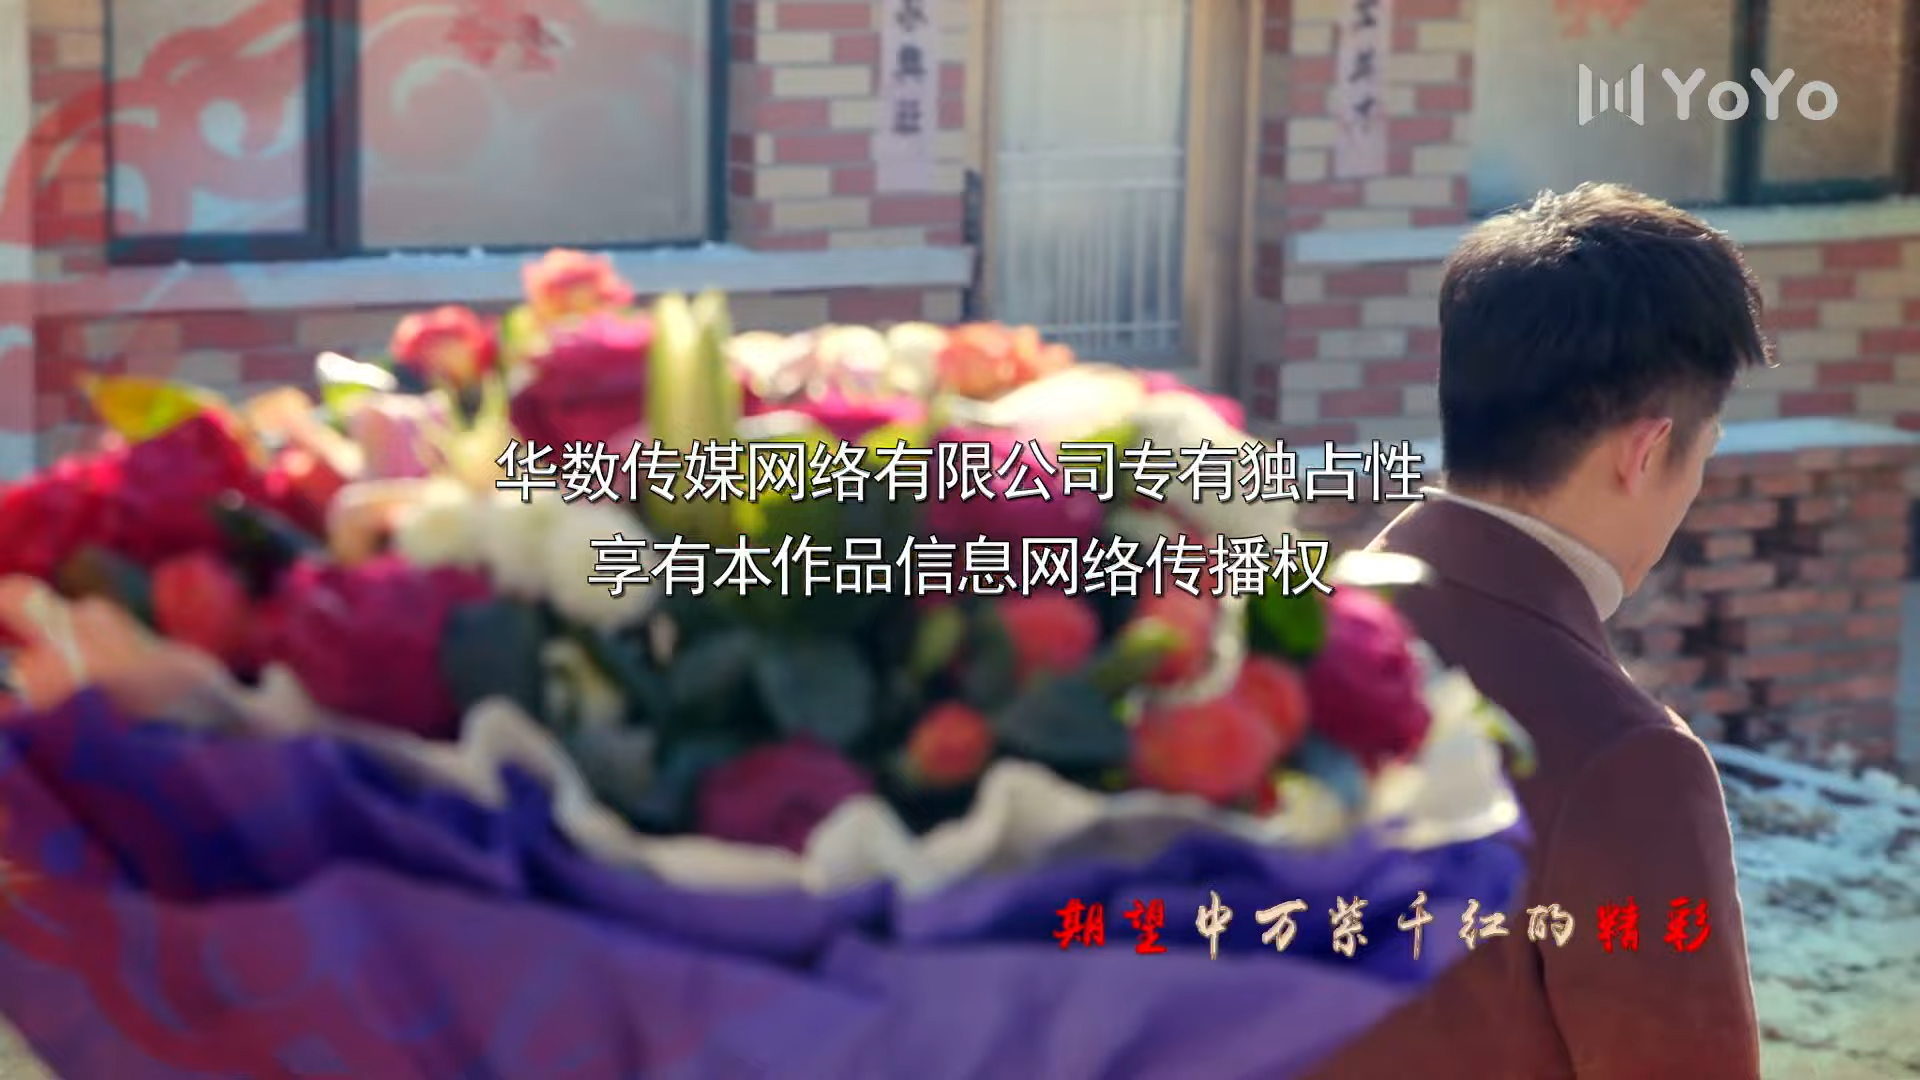 YoYo
华数传媒网络有限公司专有独占性
享有本作品信息网络传播权
期望中万紫千红的精彩